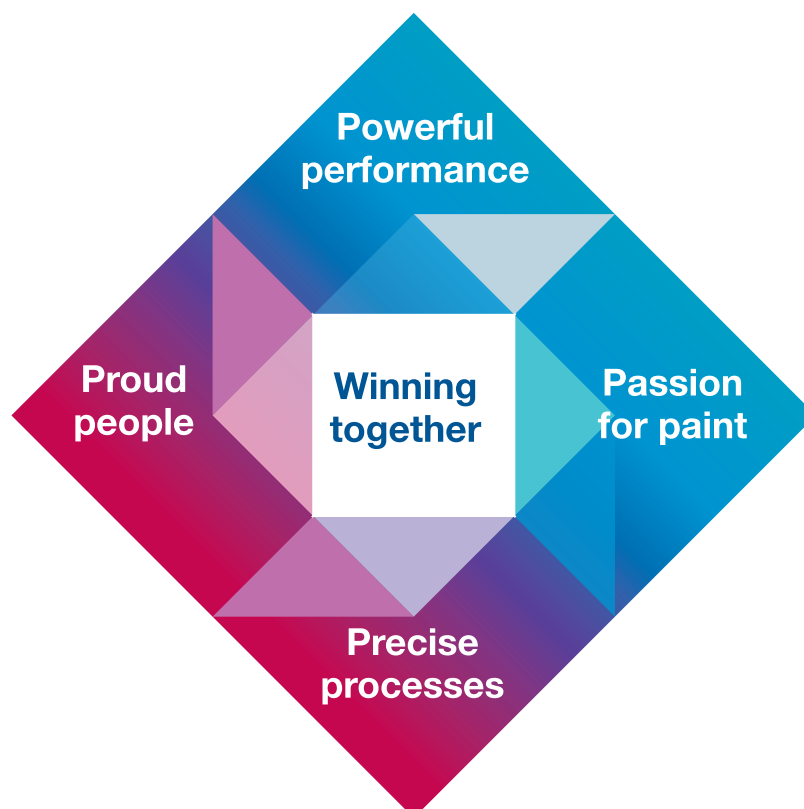 Powerful
performance
Proud
people
Winning
together
Passion
for paint
Precise
processes